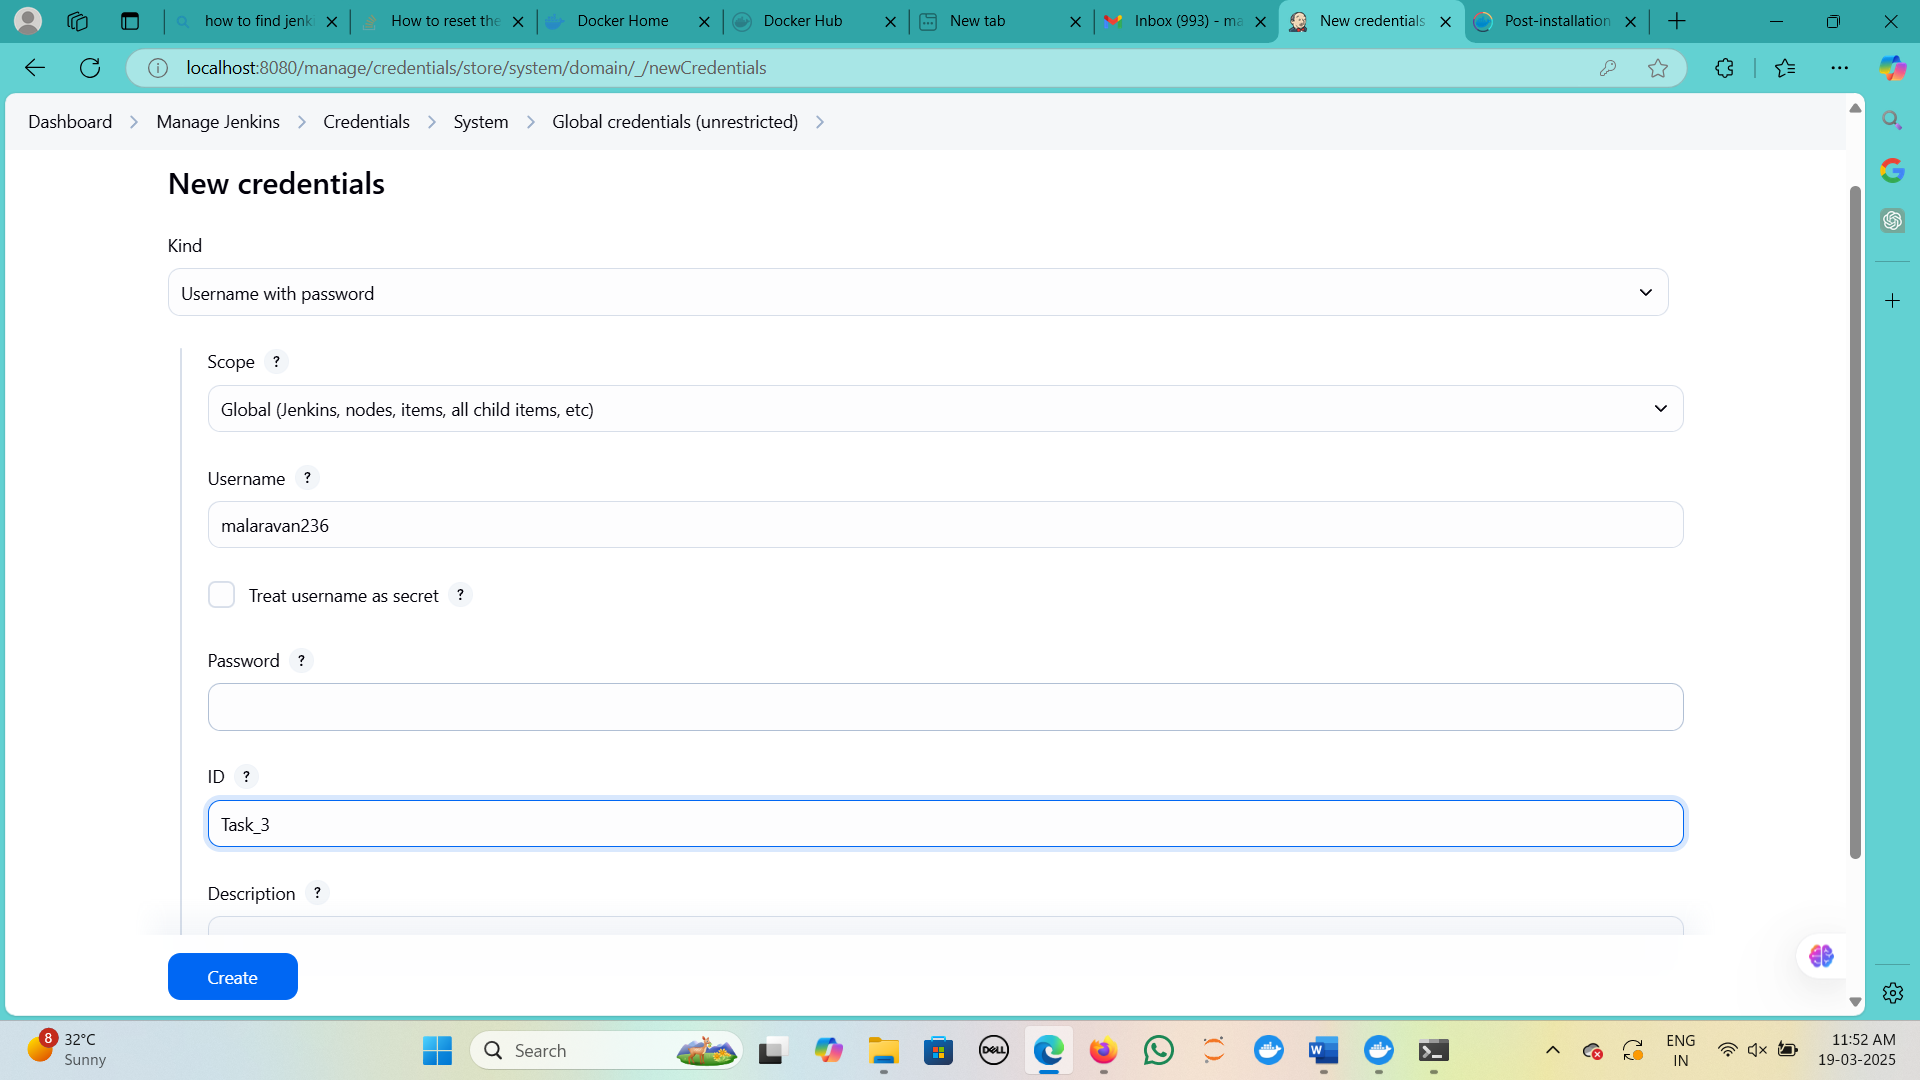 how to find jenk
How to reset the
Docker Home
Docker Hub
New tab
Inbox (993) - ma
New credentials
Post-installation
localhost:8080/manage/credentials/store/system/domain/_/newCredentials
Dashboard
Manage Jenkins
Credentials
System
Global credentials (unrestricted)
New credentials
Kind
Username with password
Scope ?
Global (Jenkins, nodes, items, all child items, etc)
Username ?
malaravan236
Treat username as secret ?
Password ?
ID ?
Task_3
Description ?
Create
8
32°C
Sunny
Search
DELL
W
ENG
IN
11:52 AM
19-03-2025